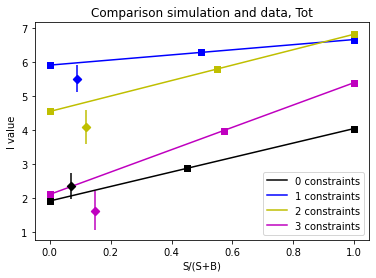 Comparison simulation and data, Tot
I value
7
6
5
4
3
2
1
0.0 0.2 0.4 0.6 0.8 1.0
S/(S+B)
0 constraints
1 constraints
2 constraints
3 constraints